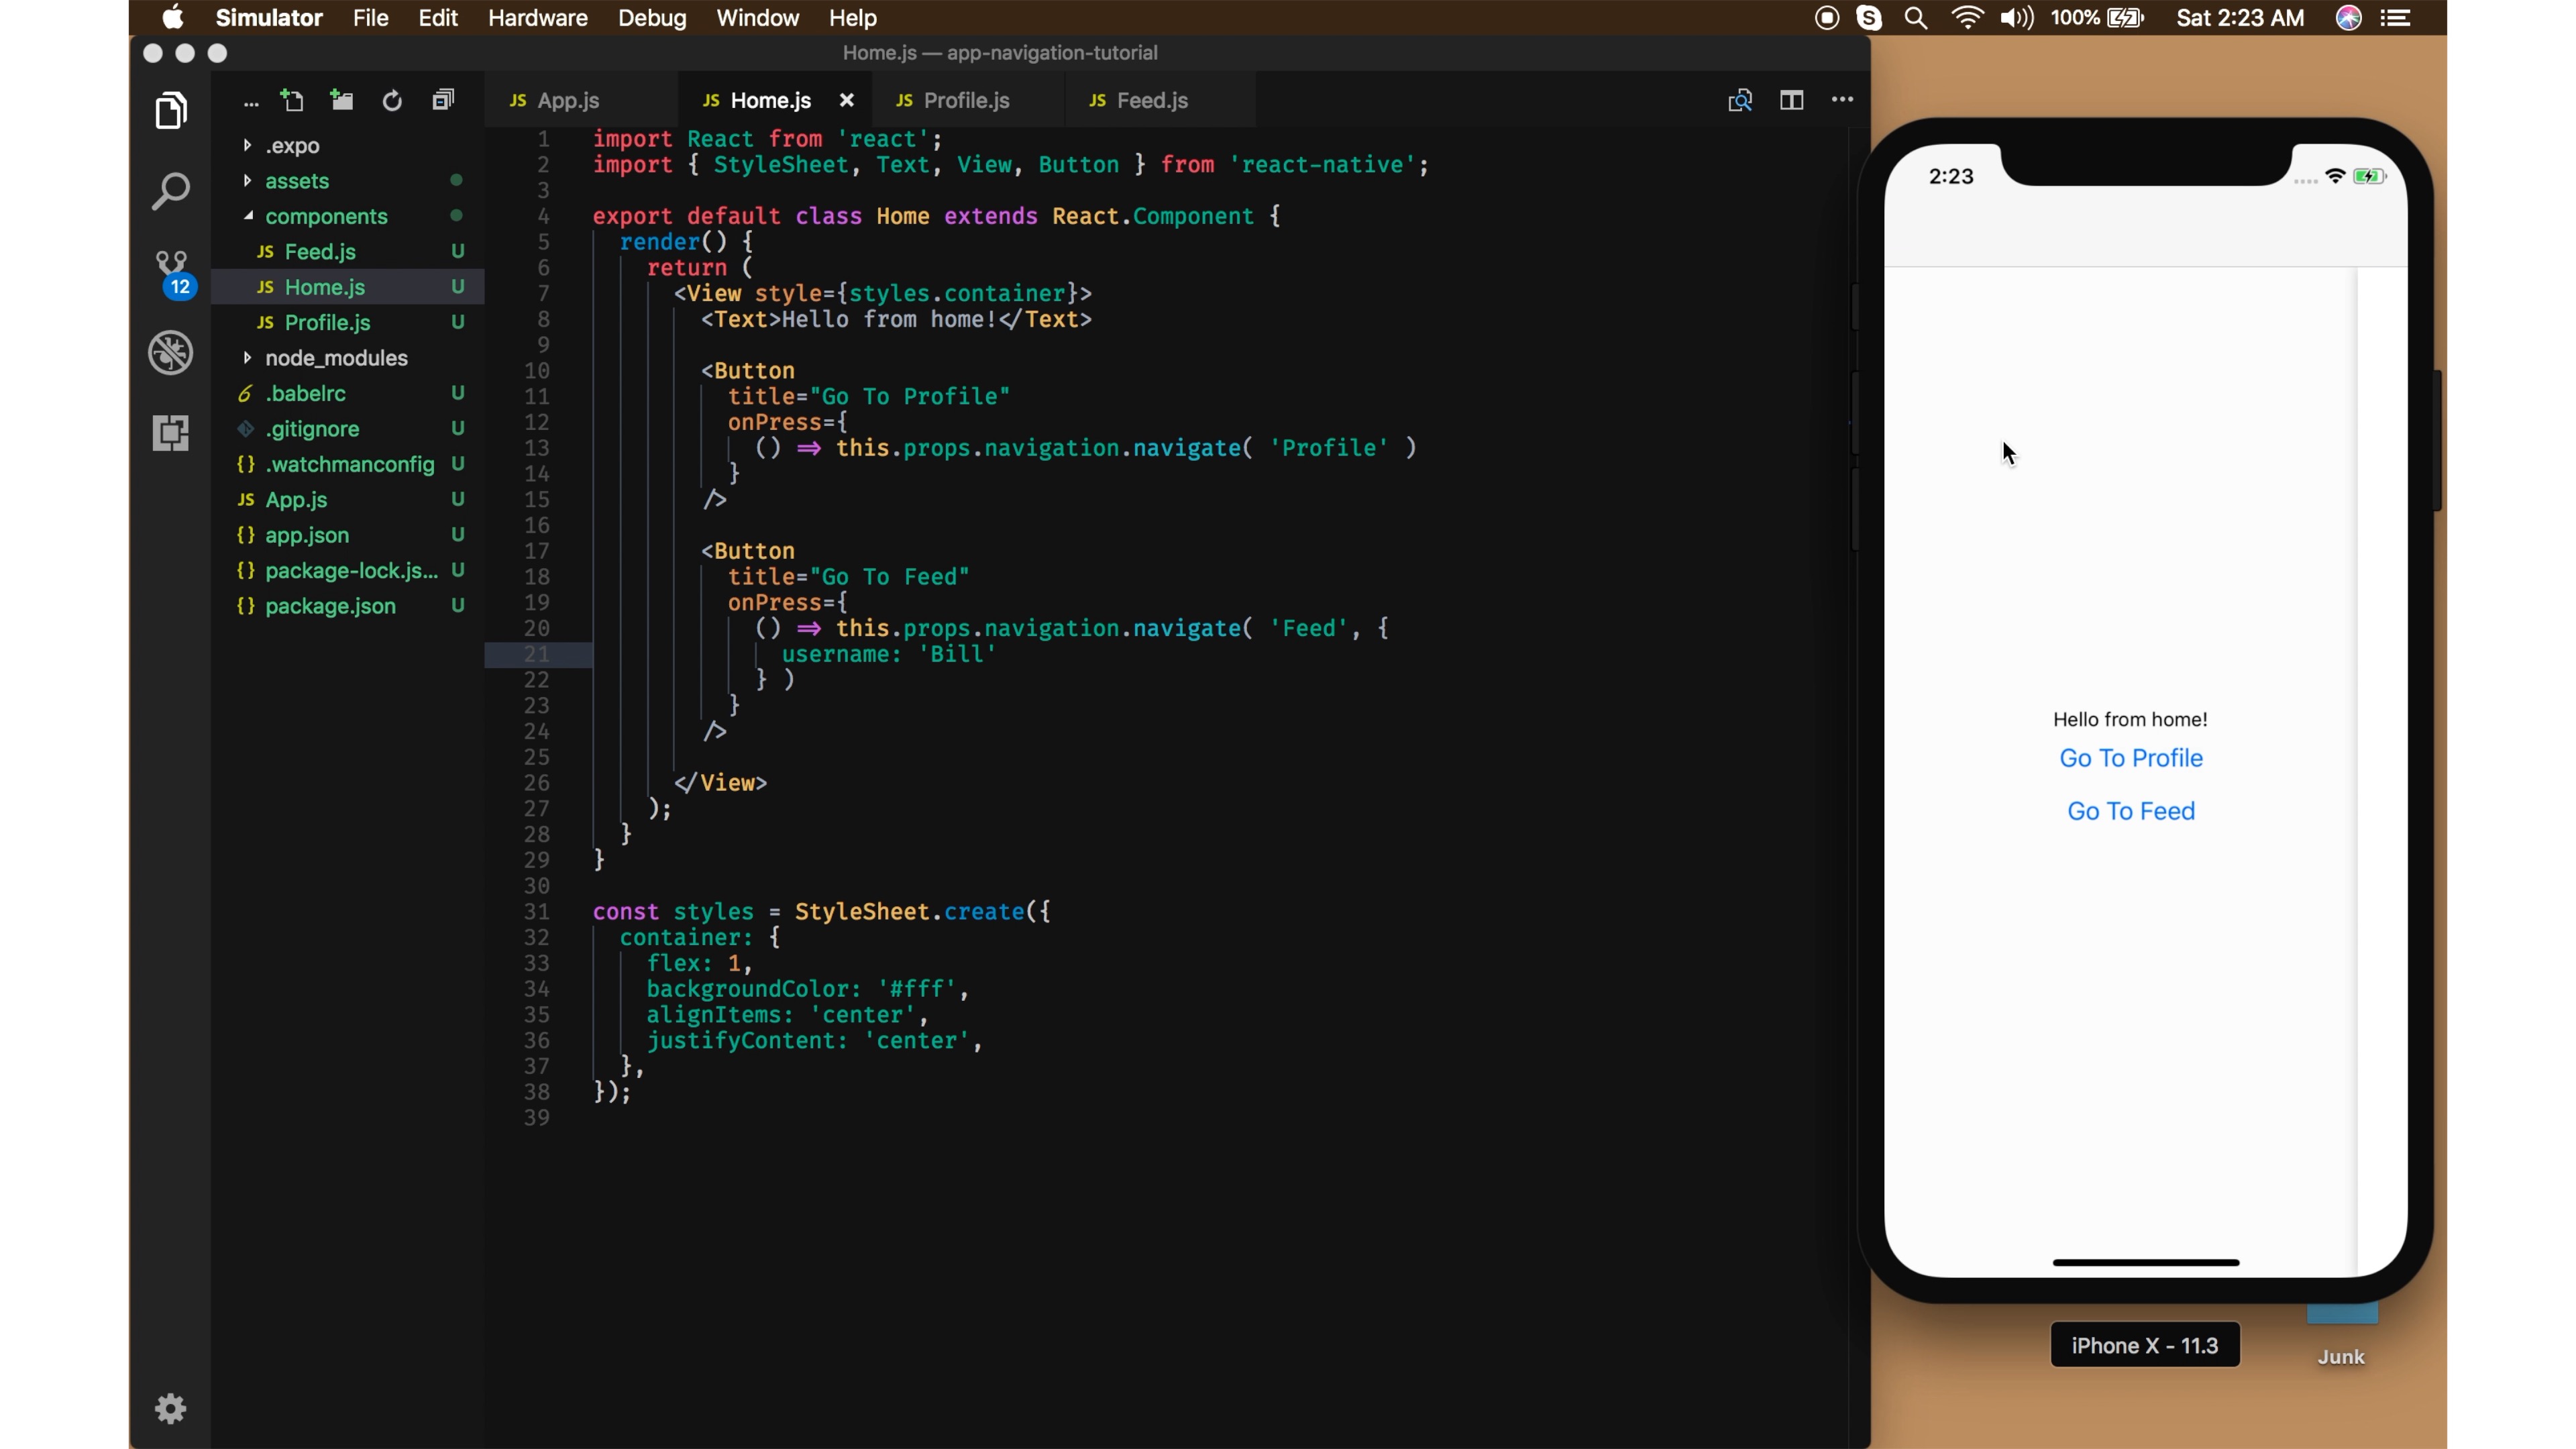 Simulator File Edit Hardware Debug Window Help 100% Sat 2:23 AM
Home.js — app-navigation-tutorial
... JS App.js JS Home.js × JS Profile.js JS Feed.js ...
.expo
assets
components
JS Feed.js U
JS Home.js U
JS Profile.js U
node_modules
.babelrc U
.gitignore U
{} .watchmanconfig U
JS App.js U
{} app.json U
{} package-lock.js... U
{} package.json U
12
1 import React from 'react';
2 import { StyleSheet, Text, View, Button } from 'react-native';
3
4 export default class Home extends React.Component {
5 render() {
6 return (
7 <View style={styles.container}>
8 <Text>Hello from home!</Text>
9
10 <Button
11 title="Go To Profile"
12 onPress={
13 () => this.props.navigation.navigate( 'Profile' )
14 }
15 />
16
17 <Button
18 title="Go To Feed"
19 onPress={
20 () => this.props.navigation.navigate( 'Feed', {
21 username: 'Bill'
22 } )
23 }
24 />
25
26 </View>
27 );
28 }
29 }
30
31 const styles = StyleSheet.create({
32 container: {
33 flex: 1,
34 backgroundColor: '#fff',
35 alignItems: 'center',
36 justifyContent: 'center',
37 },
38 });
39
2:23
Hello from home!
Go To Profile
Go To Feed
iPhone X - 11.3
Junk